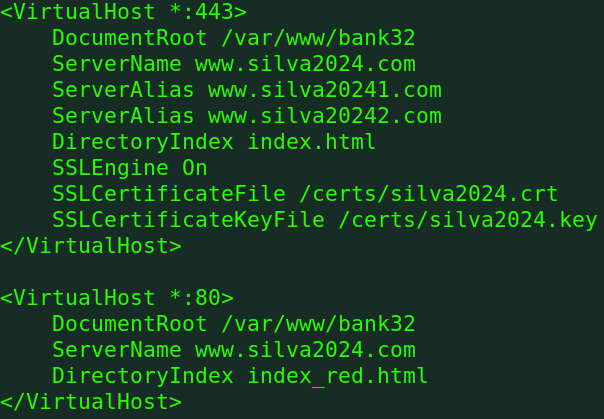 <VirtualHost *:443>
    DocumentRoot /var/www/bank32
    ServerName www.silva2024.com
    ServerAlias www.silva20241.com
    ServerAlias www.silva20242.com
    DirectoryIndex index.html
    SSLEngine On
    SSLCertificateFile /certs/silva2024.crt
    SSLCertificateKeyFile /certs/silva2024.key
</VirtualHost>

<VirtualHost *:80>
    DocumentRoot /var/www/bank32
    ServerName www.silva2024.com
    DirectoryIndex index_red.html
</VirtualHost>